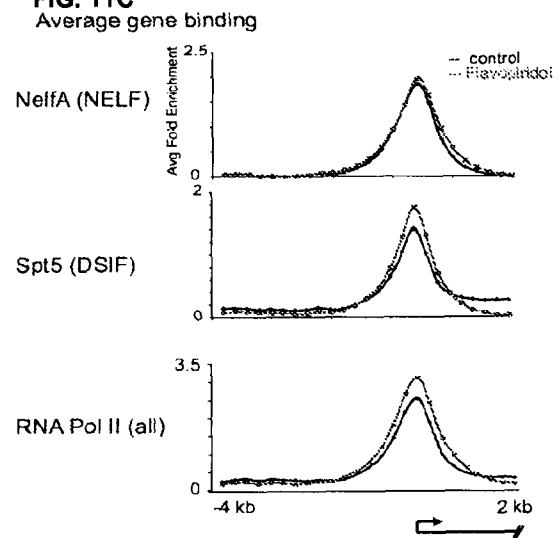 FIG. 11C
Average gene binding
2.5
Avg Fold Enrichment
0
control
Flavopiridol
NelfA (NELF)
2
0
Spt5 (DSIF)
3.5
0
RNA Pol II (all)
-4 kb
2 kb